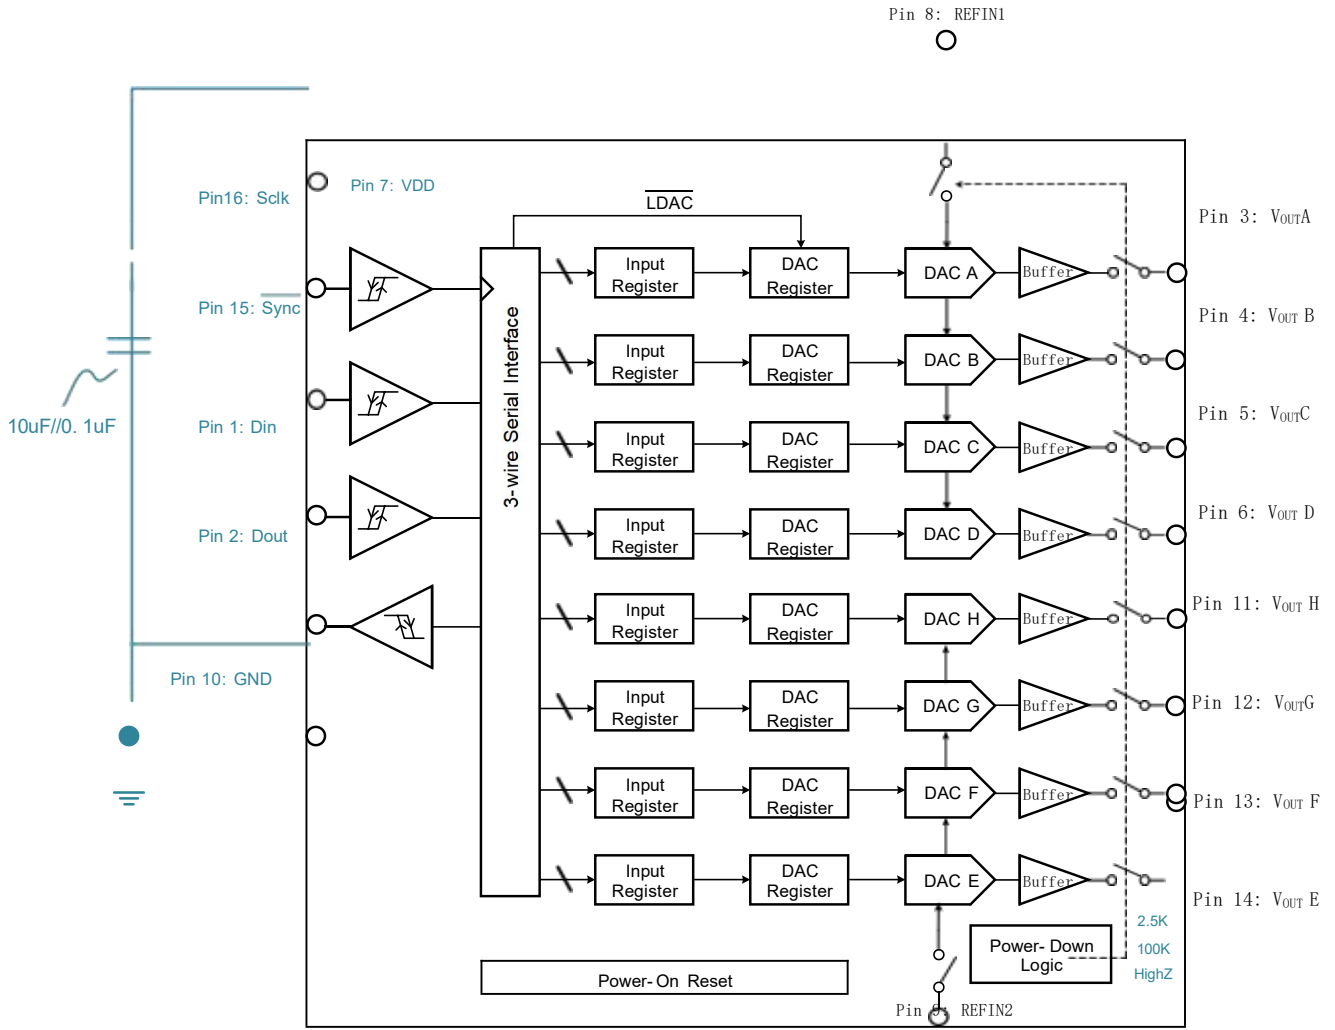 Pin 8: REFIN1
Pin16: Sclk
Pin 7: VDD
LDAC
Pin 3: VOUTA
Input
Register
DAC
Register
DAC A
Buffer
Pin 15: Sync
Pin 4: VOUT B
Input
Register
DAC
Register
DAC B
Buffer
10uF//0. 1uF
Pin 1: Din
3-wire Serial Interface
Pin 5: VOUTC
Input
Register
DAC
Register
DAC C
Buffer
Pin 2: Dout
Pin 6: VOUT D
Input
Register
DAC
Register
DAC D
Buffer
Pin 11: VOUT H
Input
Register
DAC
Register
DAC H
Buffer
Pin 10: GND
Pin 12: VOUTG
Input
Register
DAC
Register
DAC G
Buffer
Input
Register
DAC
Register
DAC F
Buffer
Pin 13: VOUT F
Input
Register
DAC
Register
DAC E
Buffer
Pin 14: VOUT E
2.5K
100K
HighZ
Power- Down
Logic
Power- On Reset
Pin 9: REFIN2